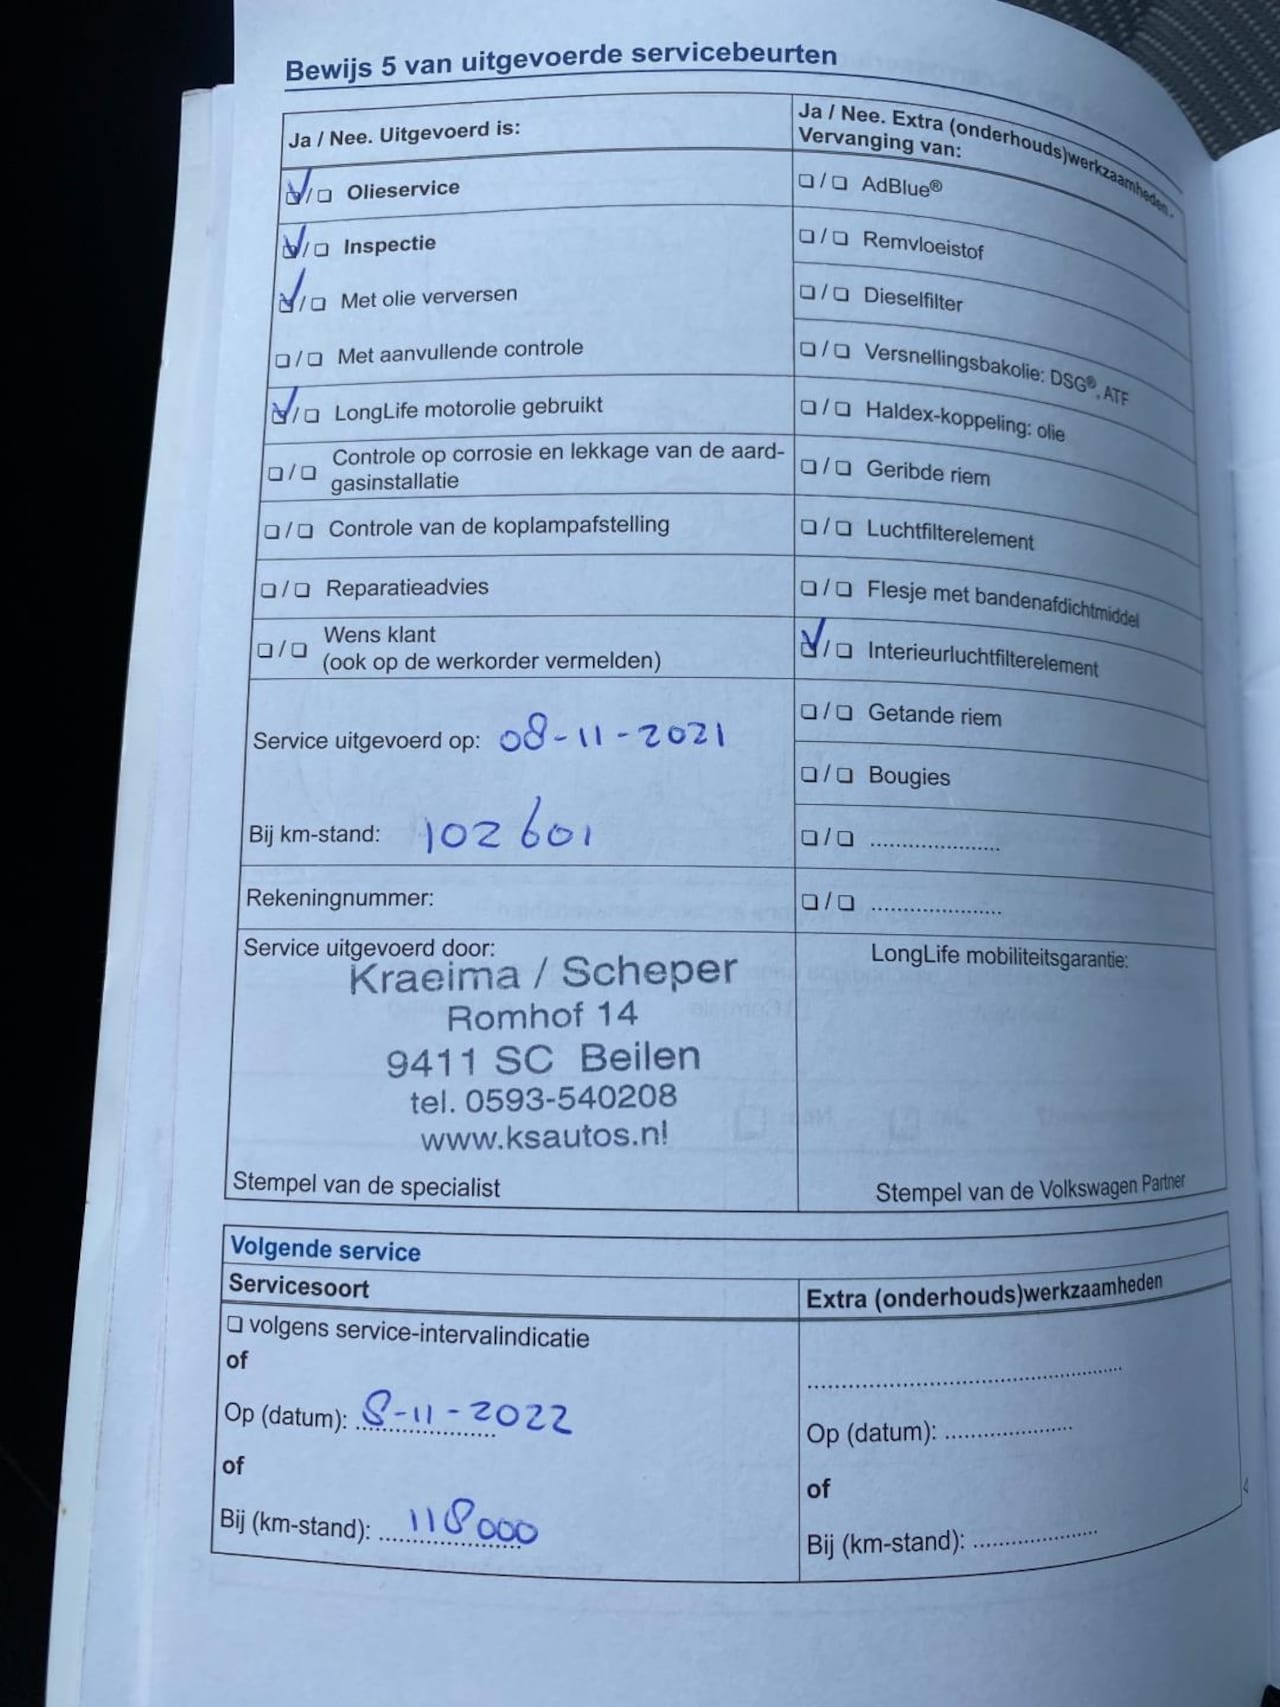 Bewijs 5 van uitgevoerde servicebeurten
Ja / Nee. Uitgevoerd is:
☑/❏ Olieservice
☑/❏ Inspectie
☑/❏ Met olie verversen
❏/❏ Met aanvullende controle
☑/❏ LongLife motorolie gebruikt
❏/❏ Controle op corrosie en lekkage van de aard-
gasinstallatie
❏/❏ Controle van de koplampafstelling
❏/❏ Reparatieadvies
❏/❏ Wens klant
(ook op de werkorder vermelden)
Service uitgevoerd op: 08-11-2021
Bij km-stand: 102601
Rekeningnummer:
Service uitgevoerd door:
Kraeima / Scheper
Romhof 14
9411 SC Beilen
tel. 0593-540208
www.ksautos.nl
Stempel van de specialist
Ja / Nee. Extra (onderhouds)werkzaamheden -
Vervanging van:
❏/❏ AdBlue®
❏/❏ Remvloeistof
❏/❏ Dieselfilter
❏/❏ Versnellingsbakolie: DSG®, ATF
❏/❏ Haldex-koppeling: olie
❏/❏ Geribde riem
❏/❏ Luchtfilterelement
❏/❏ Flesje met bandenafdichtmiddel
☑/❏ Interieurluchtfilterelement
❏/❏ Getande riem
❏/❏ Bougies
❏/❏ ......................
❏/❏ ......................
LongLife mobiliteitsgarantie:
Stempel van de Volkswagen Partner
Volgende service
Servicesoort
❏ volgens service-intervalindicatie
of
Op (datum): 8-11-2022
of
Bij (km-stand): 118000
Extra (onderhouds)werkzaamheden
......................................................
Op (datum): ......................
of
Bij (km-stand): ......................